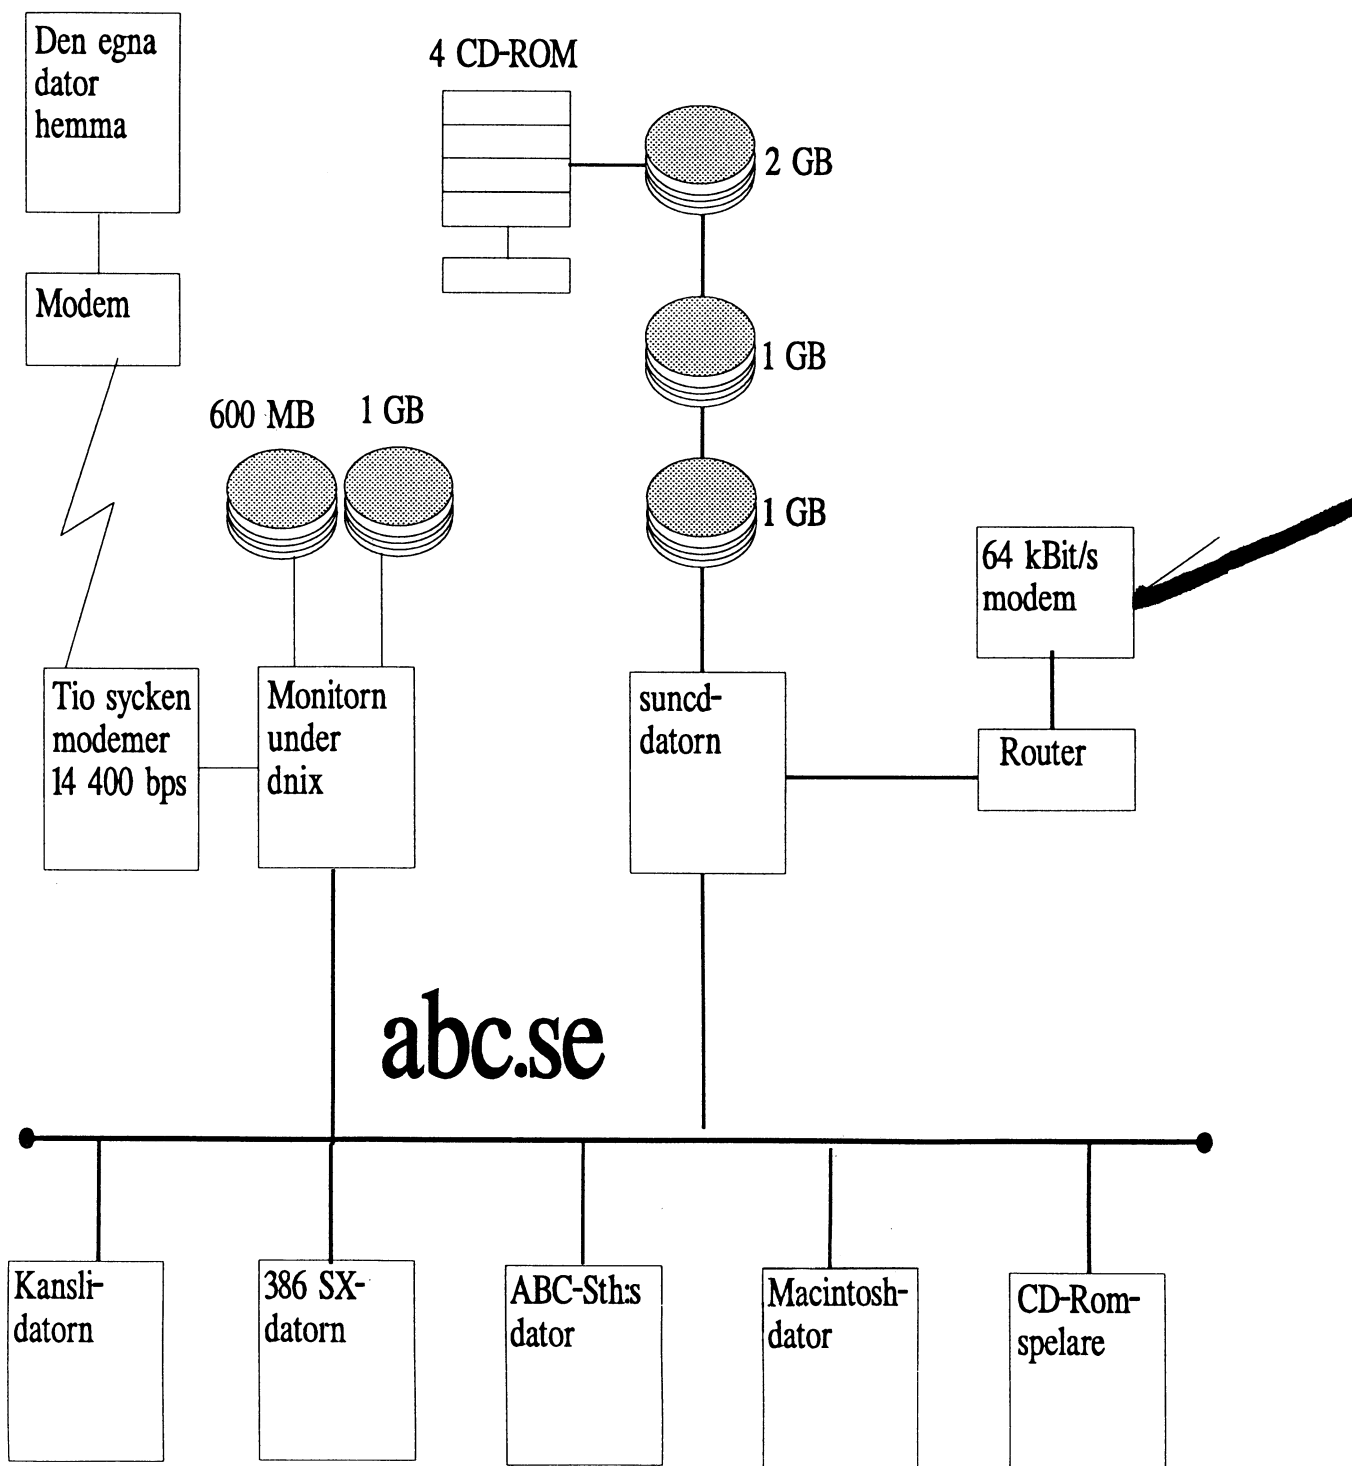 Den egna
dator
hemma
4 CD-ROM
2 GB
Modem
1 GB
600 MB
1 GB
1 GB
64 kBit/s
modem
Tio sycken
modemer
14 400 bps
Monitorn
under
dnix
suncd-
datorn
Router
abc.se
Kansli-
datorn
386 SX-
datorn
ABC-Sth:s
dator
Macintosh-
dator
CD-Rom-
spelare